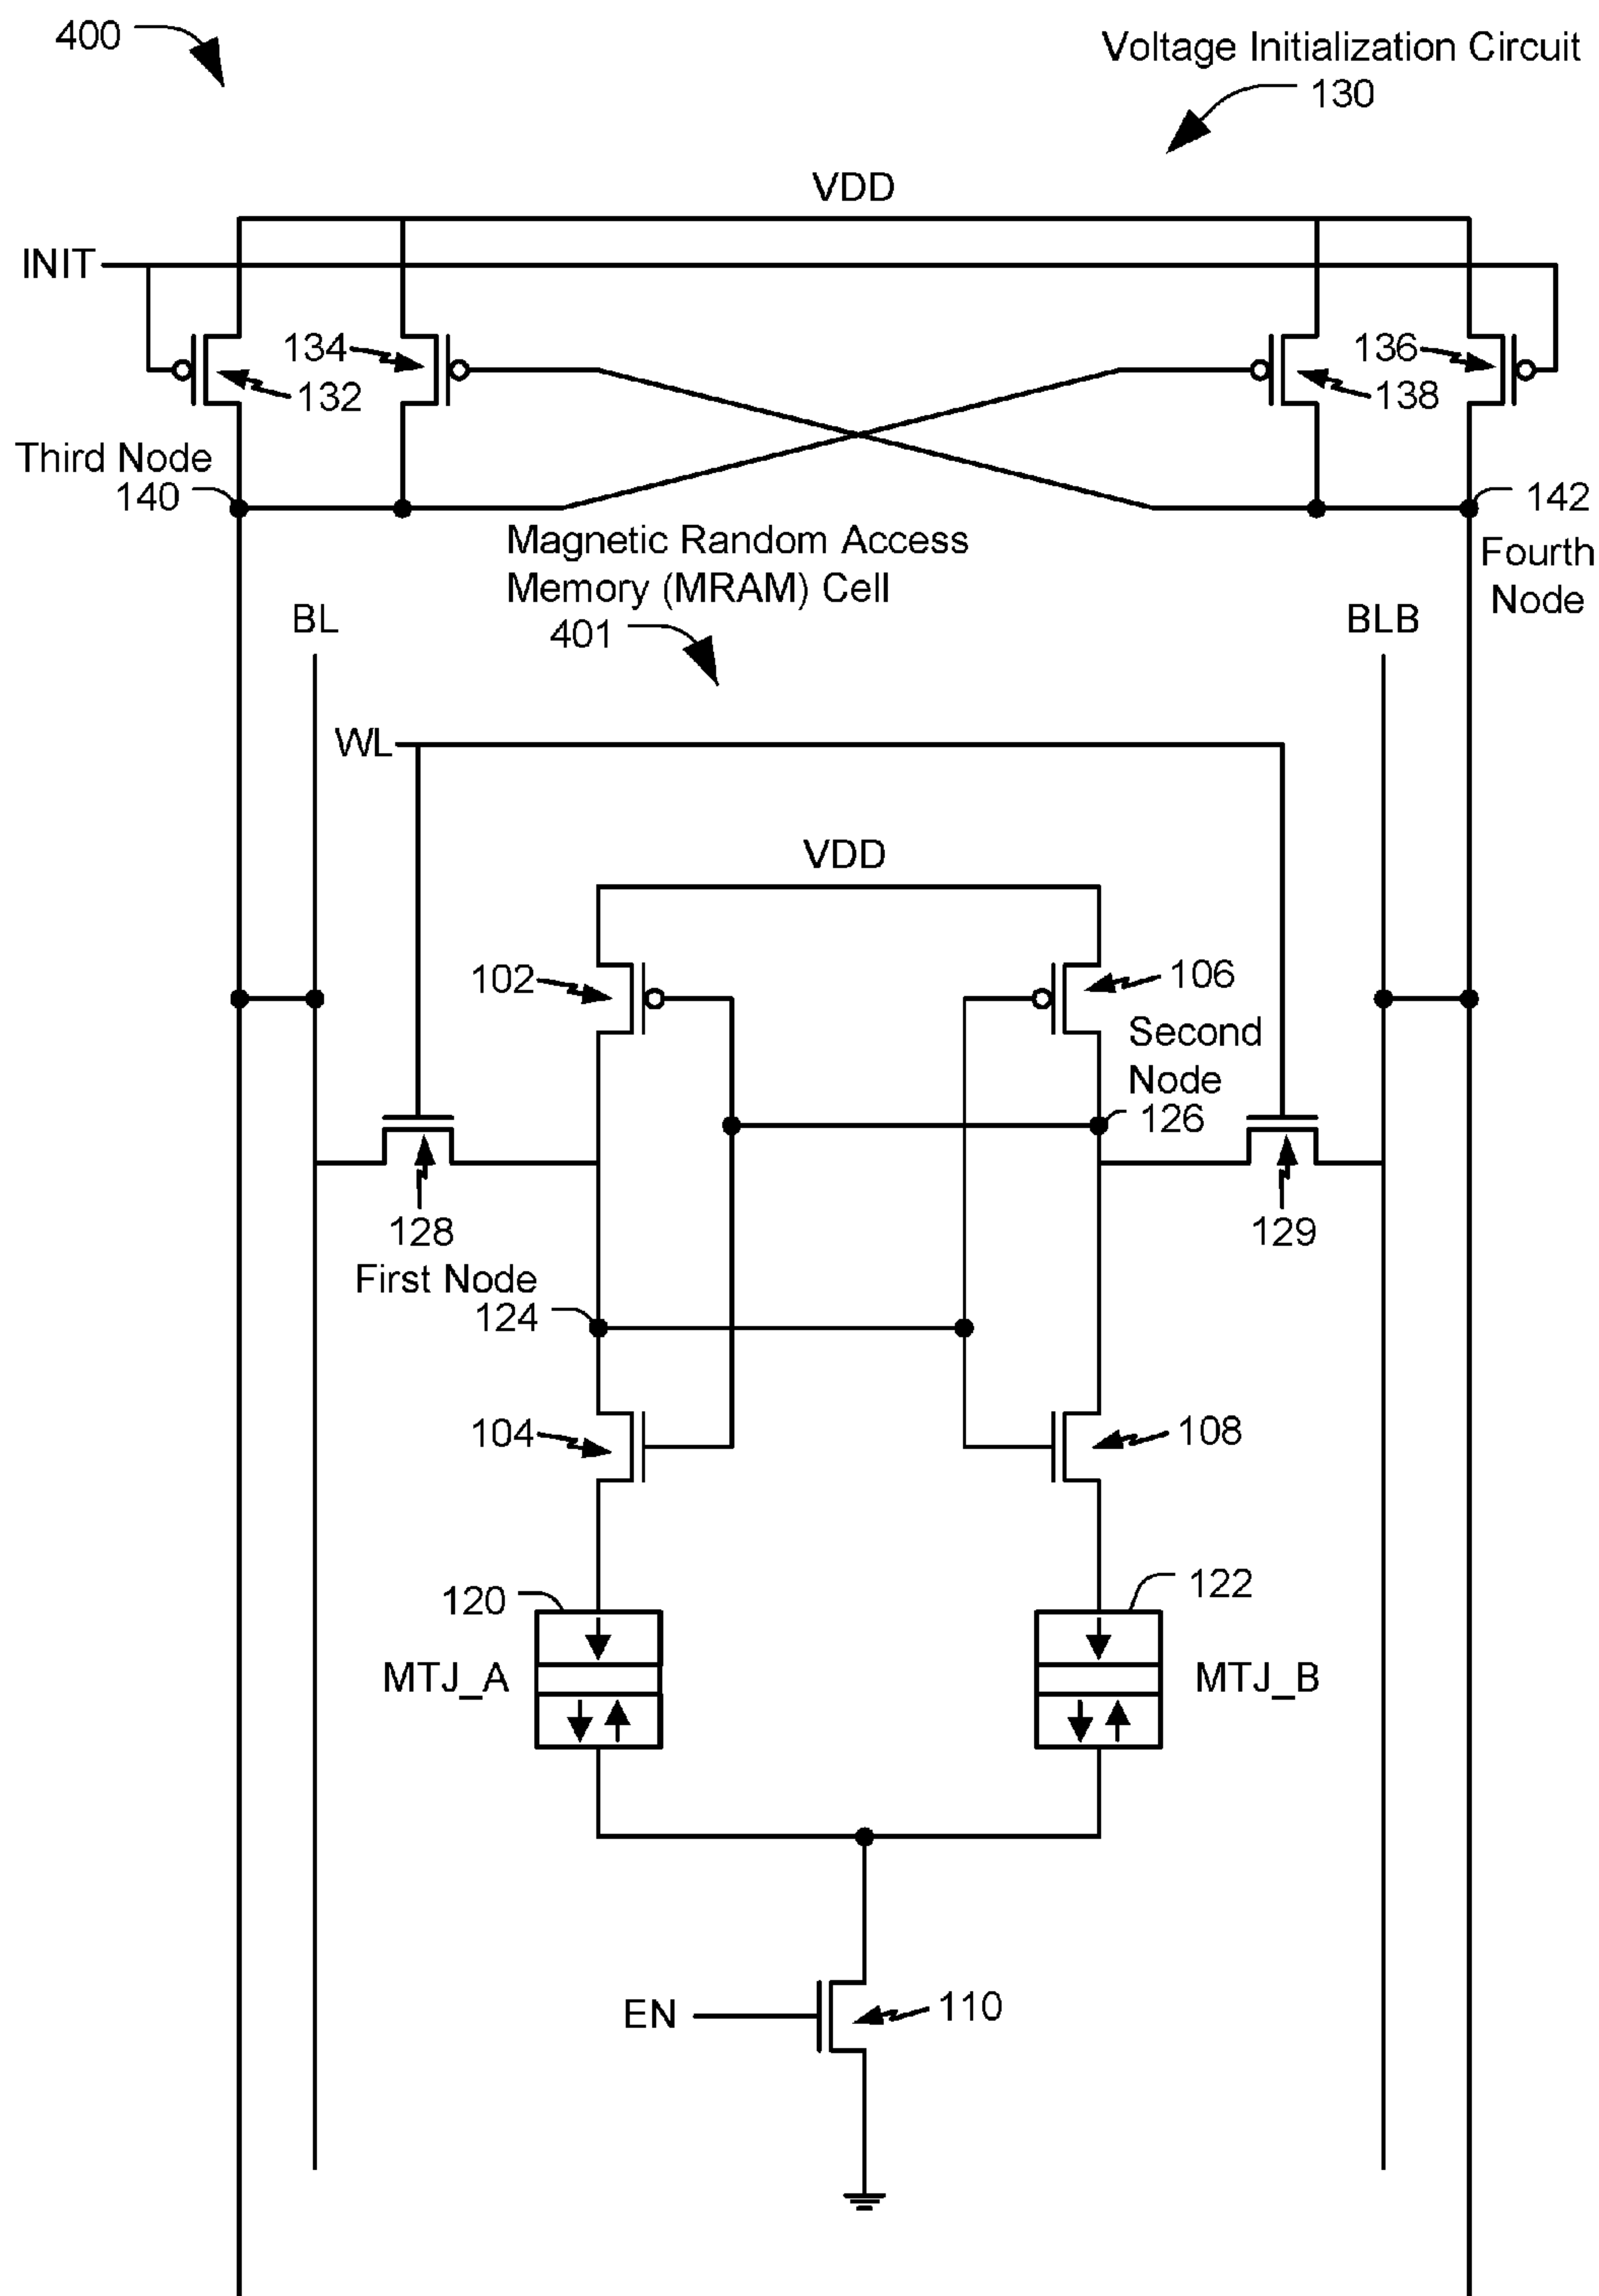 400
Voltage Initialization Circuit
130
VDD
INIT
134
132
136
138
Third Node
140
142
Fourth
Node
Magnetic Random Access
Memory (MRAM) Cell
401
BL
BLB
WL
VDD
102
106
Second
Node
126
128
129
First Node
124
104
108
120
122
MTJ_A
MTJ_B
EN
110